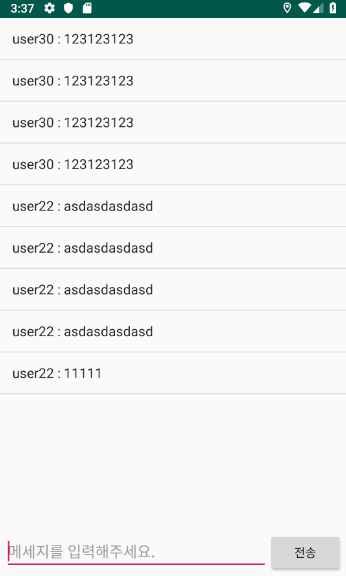 3:37
user30 : 123123123
user30 : 123123123
user30 : 123123123
user30 : 123123123
user22 : asdasdasdasd
user22 : asdasdasdasd
user22 : asdasdasdasd
user22 : asdasdasdasd
user22 : 11111
메세지를 입력해주세요.
전송